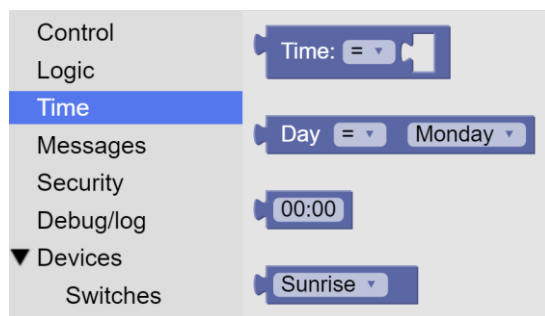 Control
Logic
Time
Messages
Security
Debug/log
Devices
Switches
Time: =
Day = Monday
00:00
Sunrise